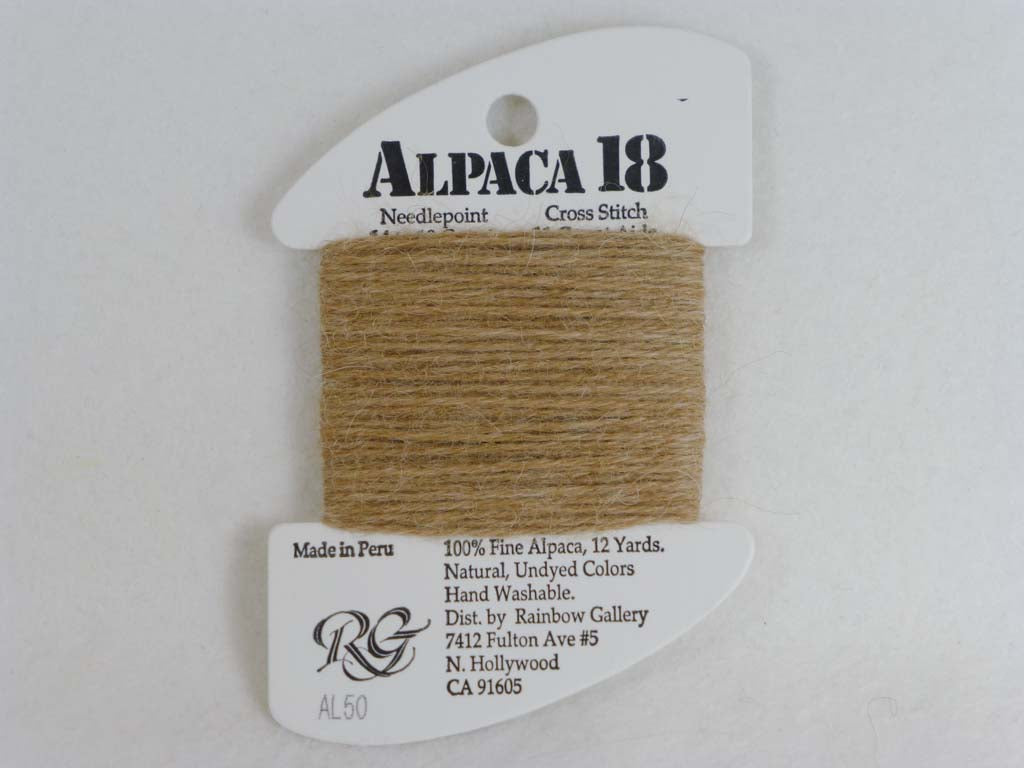 ALPACA 18
Needlepoint Cross Stitch
Made in Peru
100% Fine Alpaca, 12 Yards.
Natural, Undyed Colors
Hand Washable.
Dist. by Rainbow Gallery
7412 Fulton Ave #5
N. Hollywood
CA 91605
RG
AL50